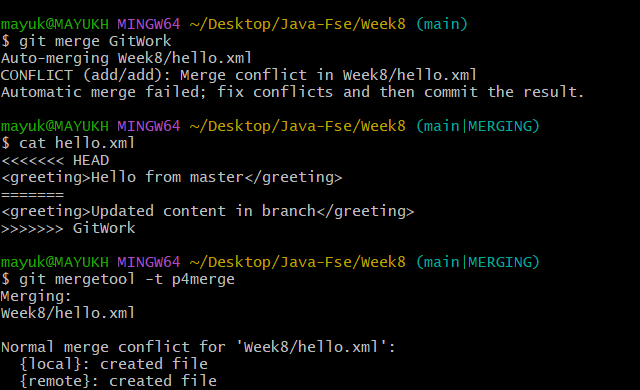 mayuk@MAYUKH MINGW64 ~/Desktop/Java-Fse/Week8 (main)
$ git merge GitWork
Auto-merging Week8/hello.xml
CONFLICT (add/add): Merge conflict in Week8/hello.xml
Automatic merge failed; fix conflicts and then commit the result.
mayuk@MAYUKH MINGW64 ~/Desktop/Java-Fse/Week8 (main|MERGING)
$ cat hello.xml
<<<<<<< HEAD
<greeting>Hello from master</greeting>
=======
<greeting>Updated content in branch</greeting>
>>>>>>> GitWork
mayuk@MAYUKH MINGW64 ~/Desktop/Java-Fse/Week8 (main|MERGING)
$ git mergetool -t p4merge
Merging:
Week8/hello.xml
Normal merge conflict for 'Week8/hello.xml':
  {local}: created file
  {remote}: created file